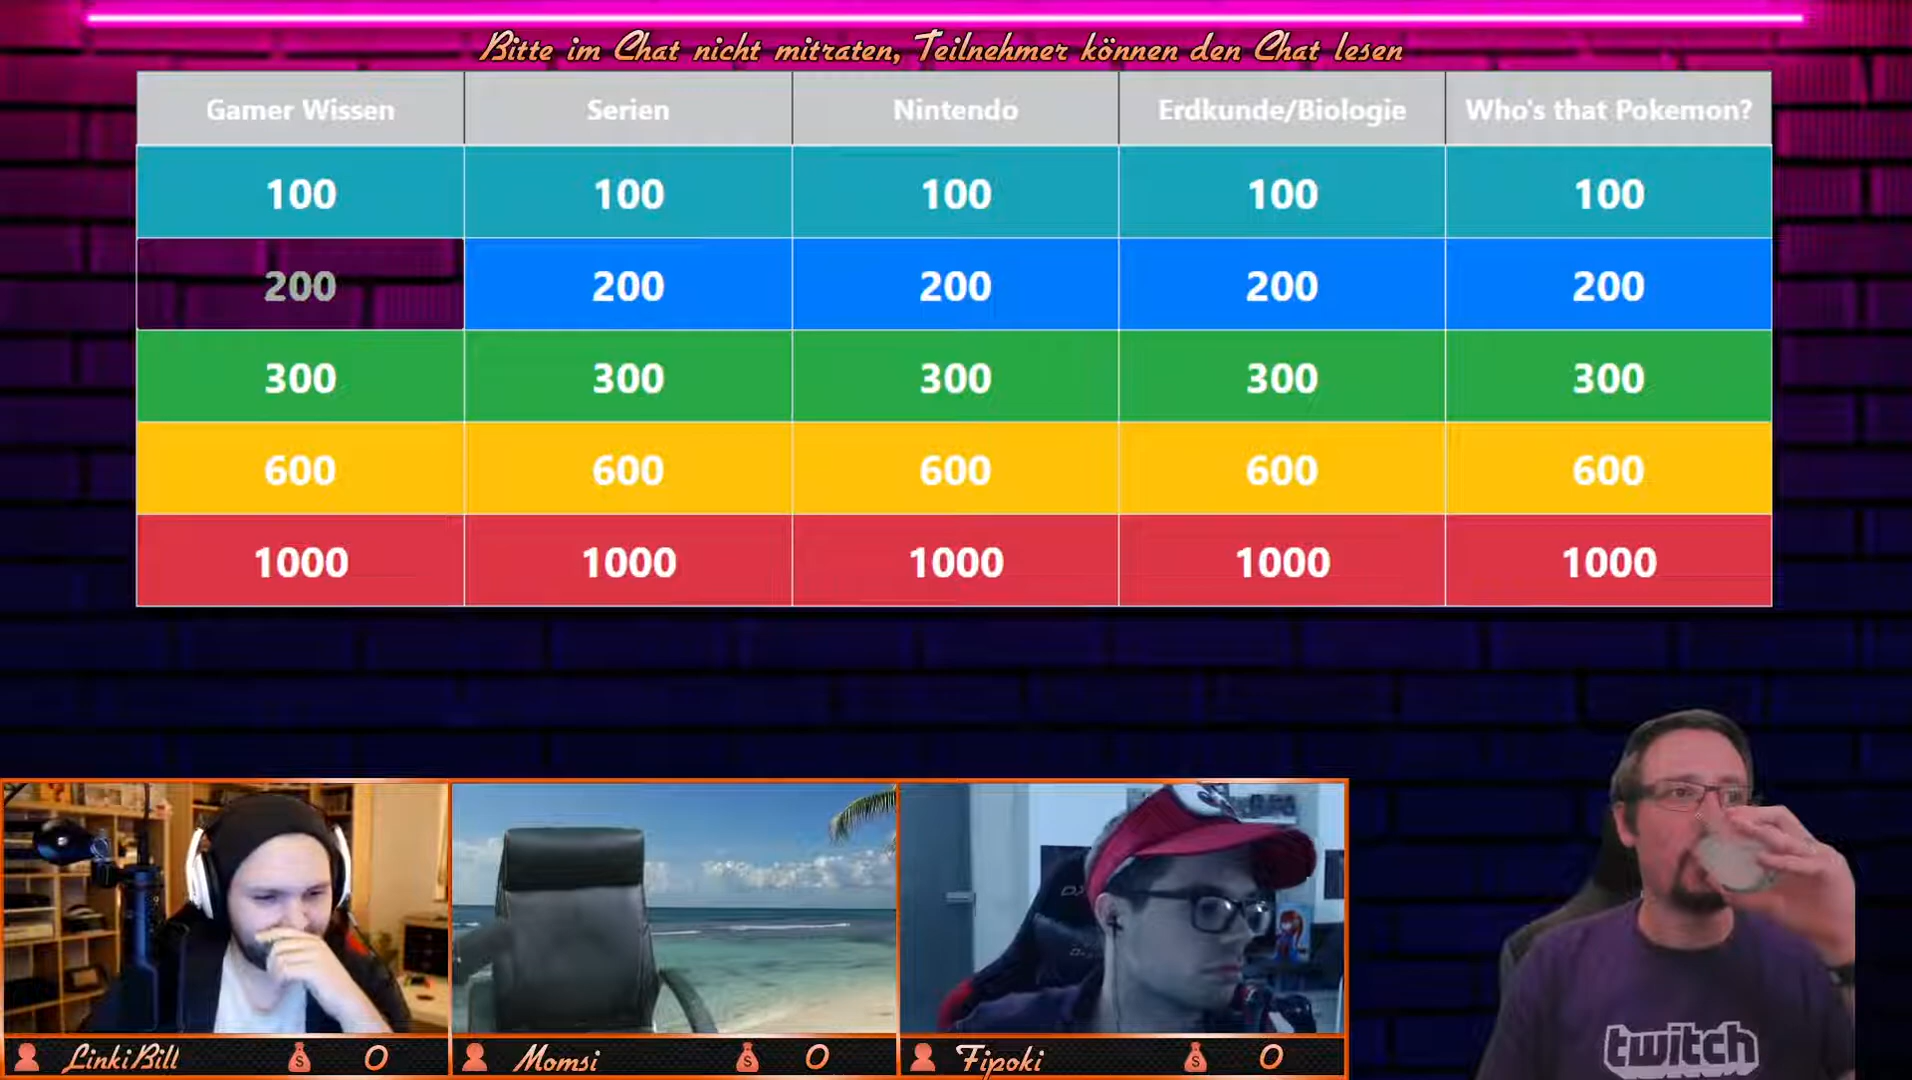 Bitte im Chat nicht mitraten, Teilnehmer können den Chat lesen
Gamer Wissen Serien Nintendo Erdkunde/Biologie Who's that Pokemon?
100 100 100 100 100
200 200 200 200 200
300 300 300 300 300
600 600 600 600 600
1000 1000 1000 1000 1000
LinkiBill $ 0 Momsi $ 0 Fipoki $ 0
twitch